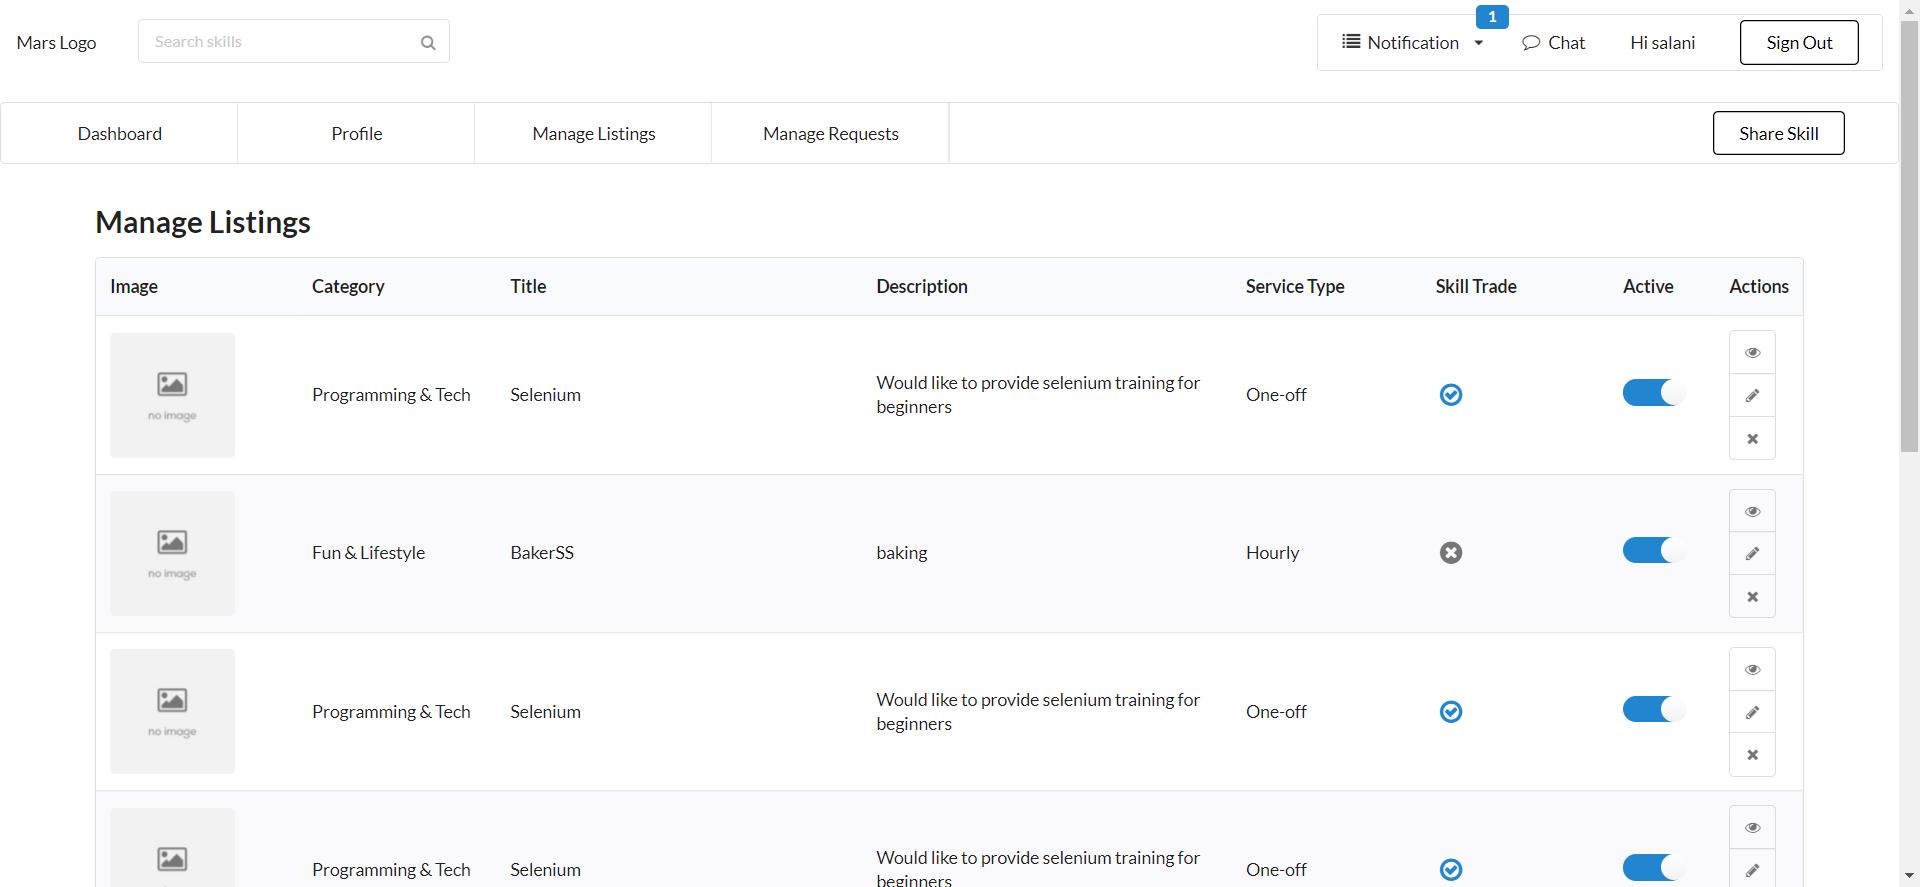 Mars Logo
Search skills
1
Notification
Chat
Hi salani
Sign Out
Dashboard
Profile
Manage Listings
Manage Requests
Share Skill
Manage Listings
Image
Category
Title
Description
Service Type
Skill Trade
Active
Actions
no image
Programming & Tech
Selenium
Would like to provide selenium training for
beginners
One-off
no image
Fun & Lifestyle
BakerSS
baking
Hourly
no image
Programming & Tech
Selenium
Would like to provide selenium training for
beginners
One-off
Programming & Tech
Selenium
Would like to provide selenium training for
beginners
One-off